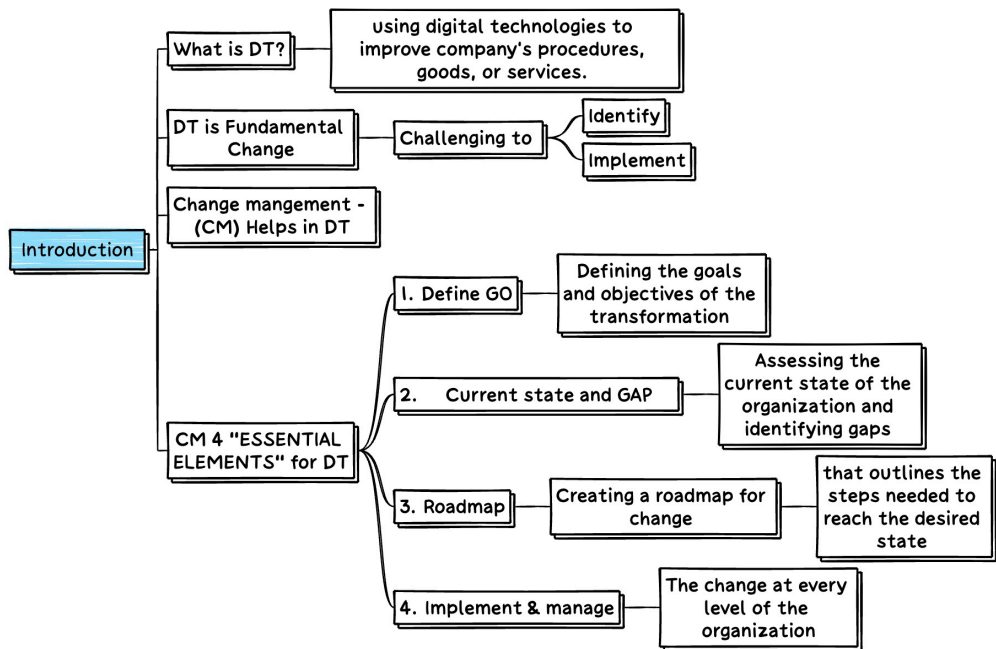 What is DT?
using digital technologies to
improve company's procedures,
goods, or services.
DT is Fundamental
Change
Challenging to
Identify
Implement
Change mangement -
(CM) Helps in DT
Introduction
CM 4 "ESSENTIAL
ELEMENTS" for DT
1. Define GO
Defining the goals
and objectives of the
transformation
2. Current state and GAP
Assessing the
current state of the
organization and
identifying gaps
3. Roadmap
Creating a roadmap for
change
that outlines the
steps needed to
reach the desired
state
4. Implement & manage
The change at every
level of the
organization